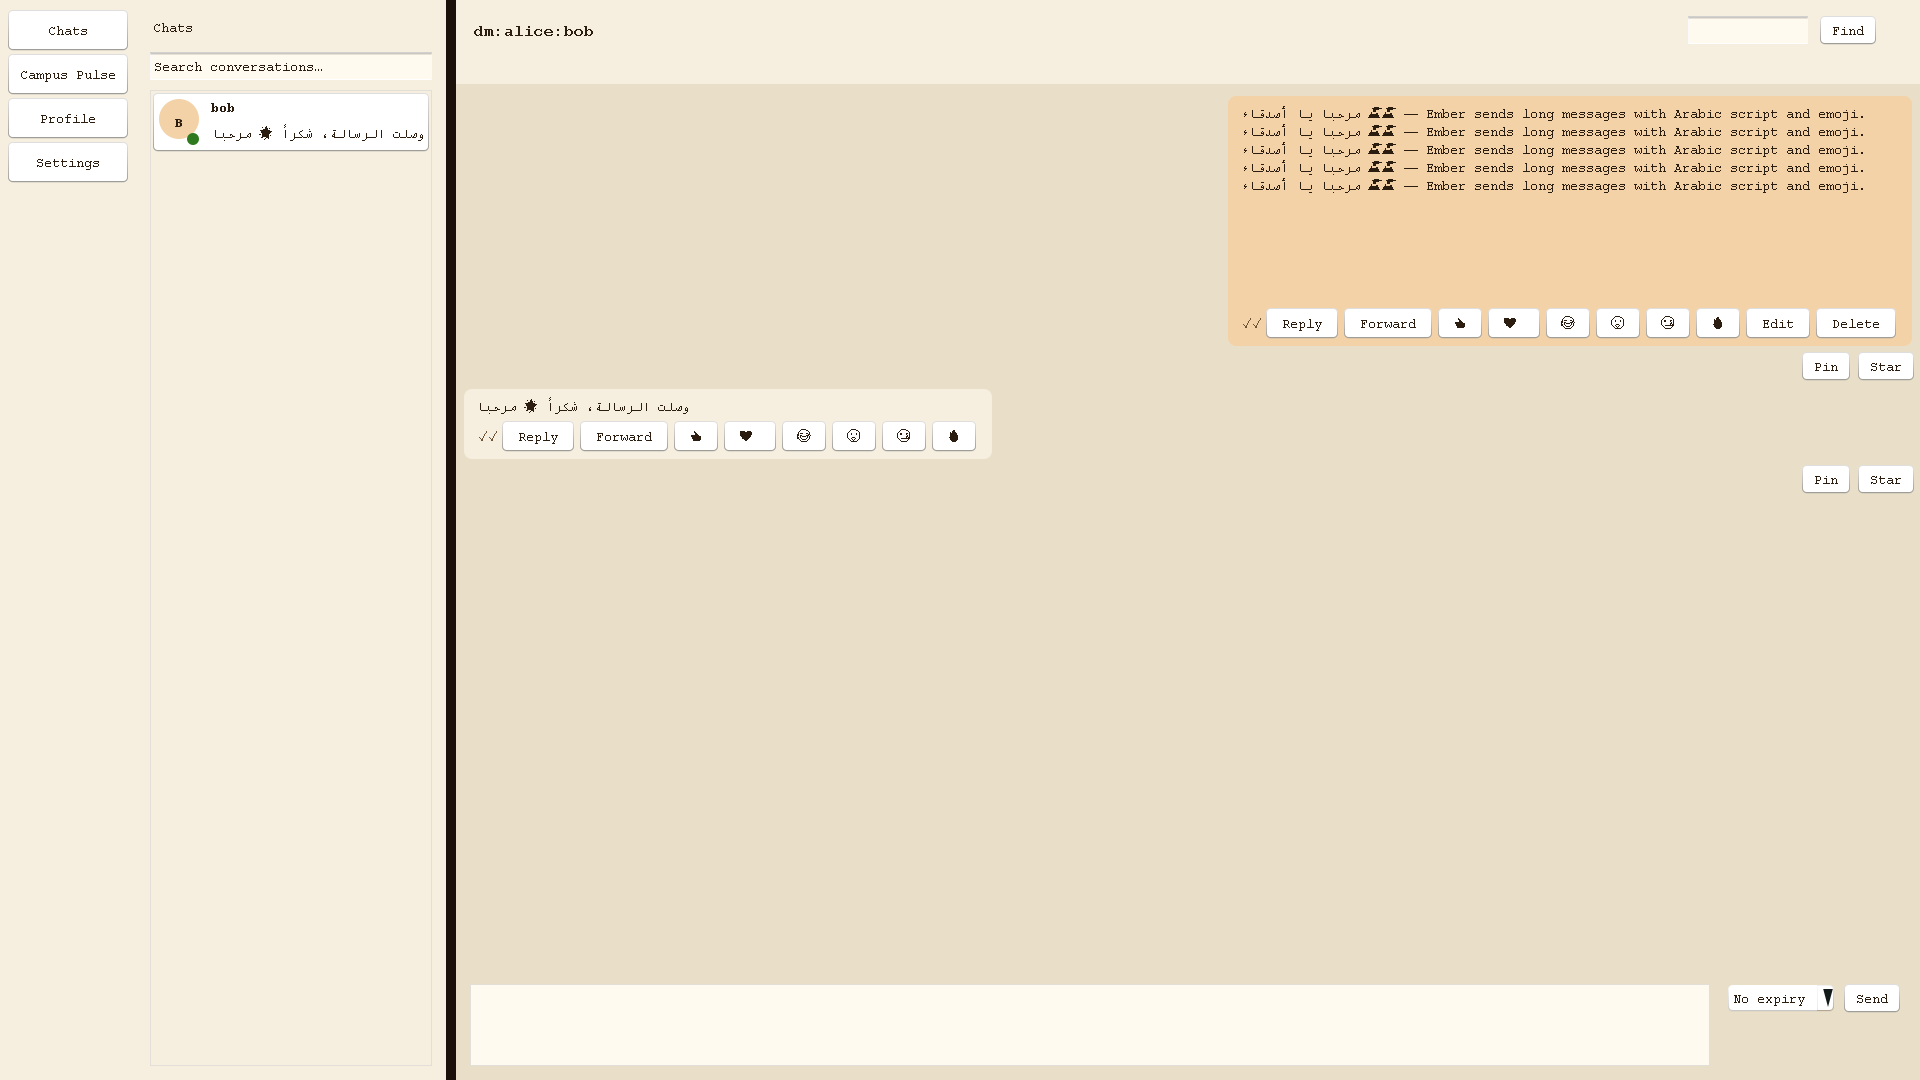 Chats
Campus Pulse
Profile
Settings
Chats
Search conversations…
B
bob
مرحبا ✹ وصلت الرسالة، شكراً
dm:alice:bob
Find
مرحبا يا أصدقاء — Ember sends long messages with Arabic script and emoji.
مرحبا يا أصدقاء — Ember sends long messages with Arabic script and emoji.
مرحبا يا أصدقاء — Ember sends long messages with Arabic script and emoji.
مرحبا يا أصدقاء — Ember sends long messages with Arabic script and emoji.
مرحبا يا أصدقاء — Ember sends long messages with Arabic script and emoji.
✓✓ Reply Forward Edit Delete
Pin Star
مرحبا ✹ وصلت الرسالة، شكراً
✓✓ Reply Forward
Pin Star
No expiry
Send